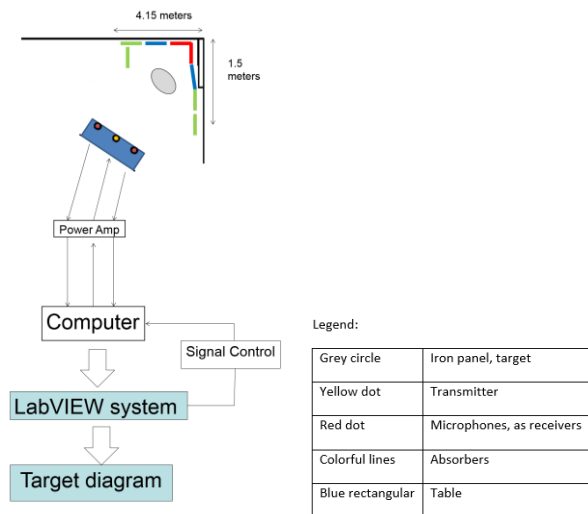 4.15 meters
1.5
meters
Power Amp
Computer
Signal Control
LabVIEW system
Target diagram
Legend:
Grey circle Iron panel, target
Yellow dot Transmitter
Red dot Microphones, as receivers
Colorful lines Absorbers
Blue rectangular Table